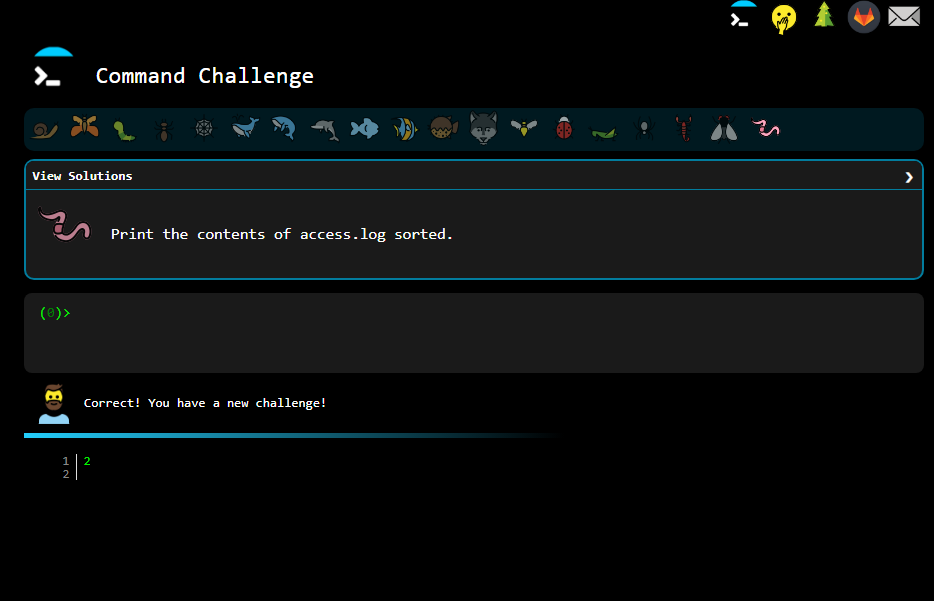 Command Challenge
View Solutions
Print the contents of access.log sorted.
(0)>
Correct! You have a new challenge!
1 2
2